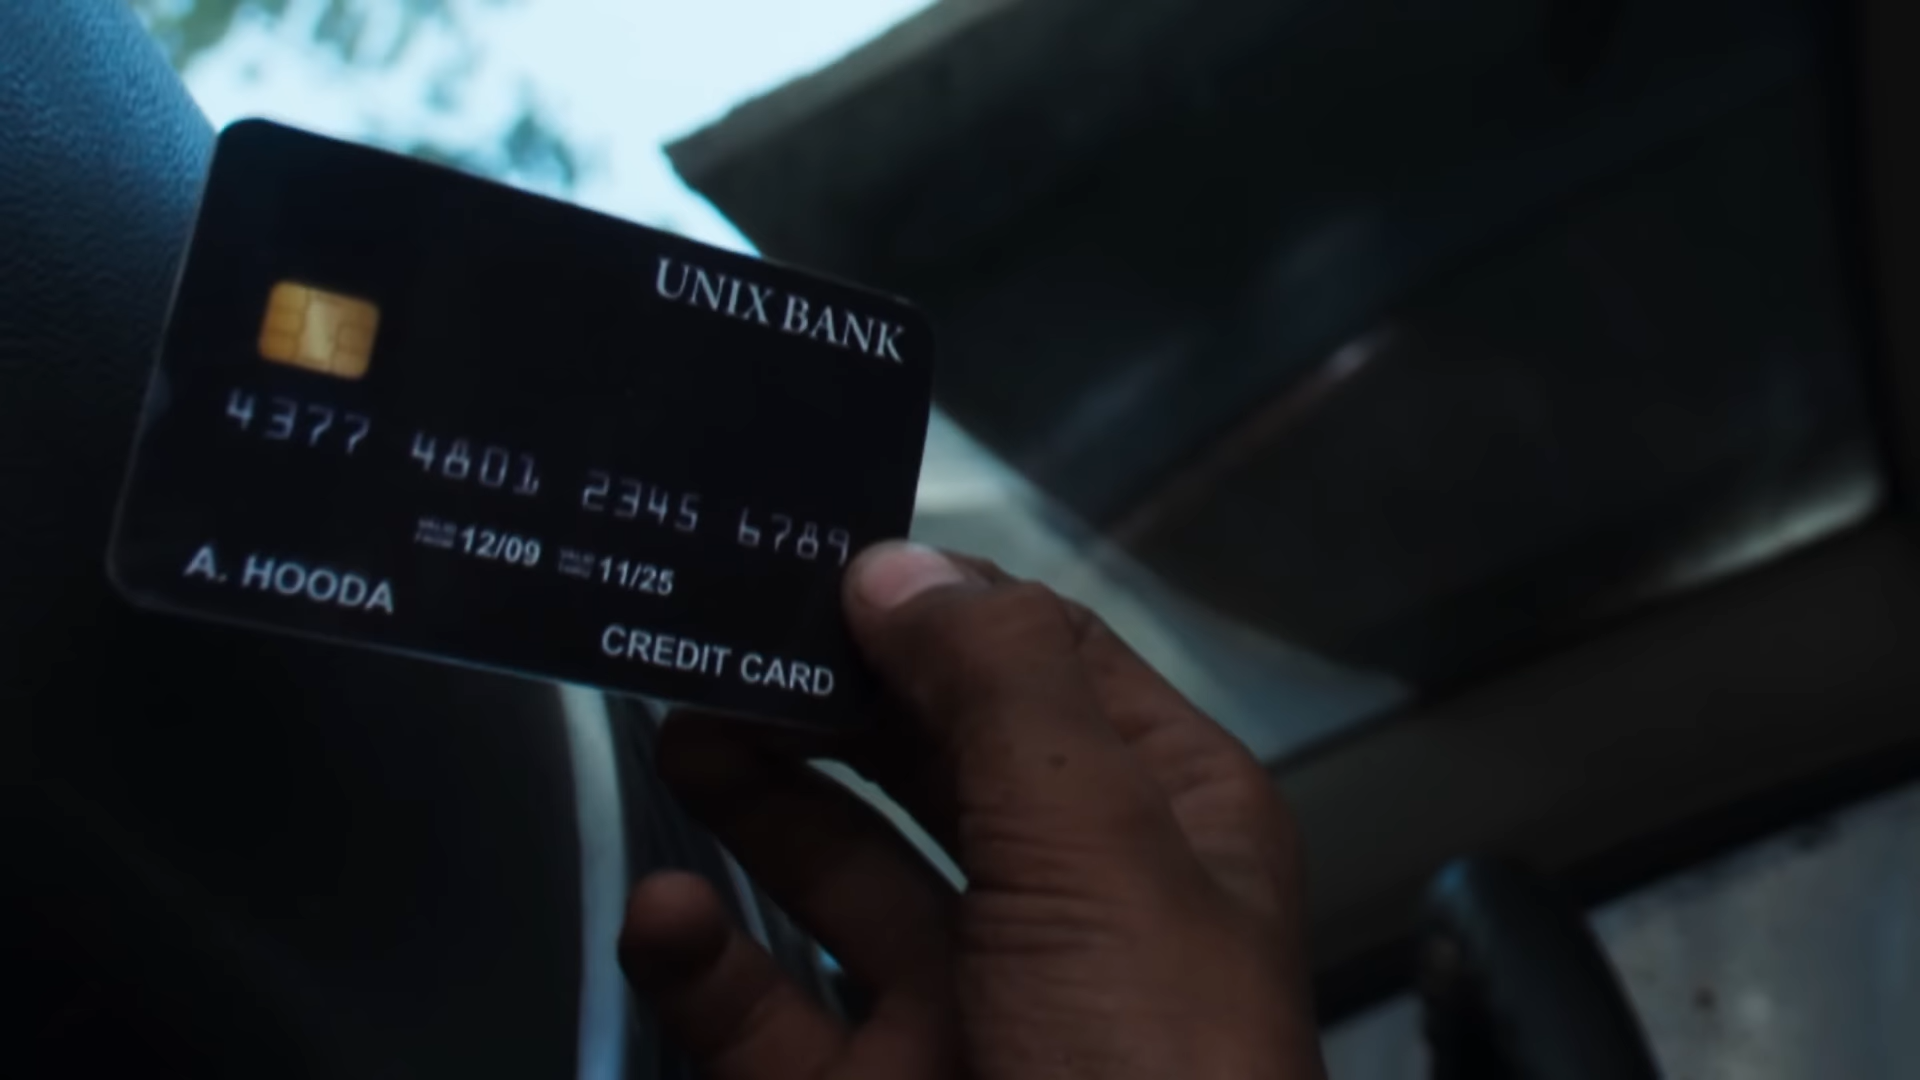 UNIX BANK
4377 4801 2345 6789
12/09 11/25
A. HOODA
CREDIT CARD